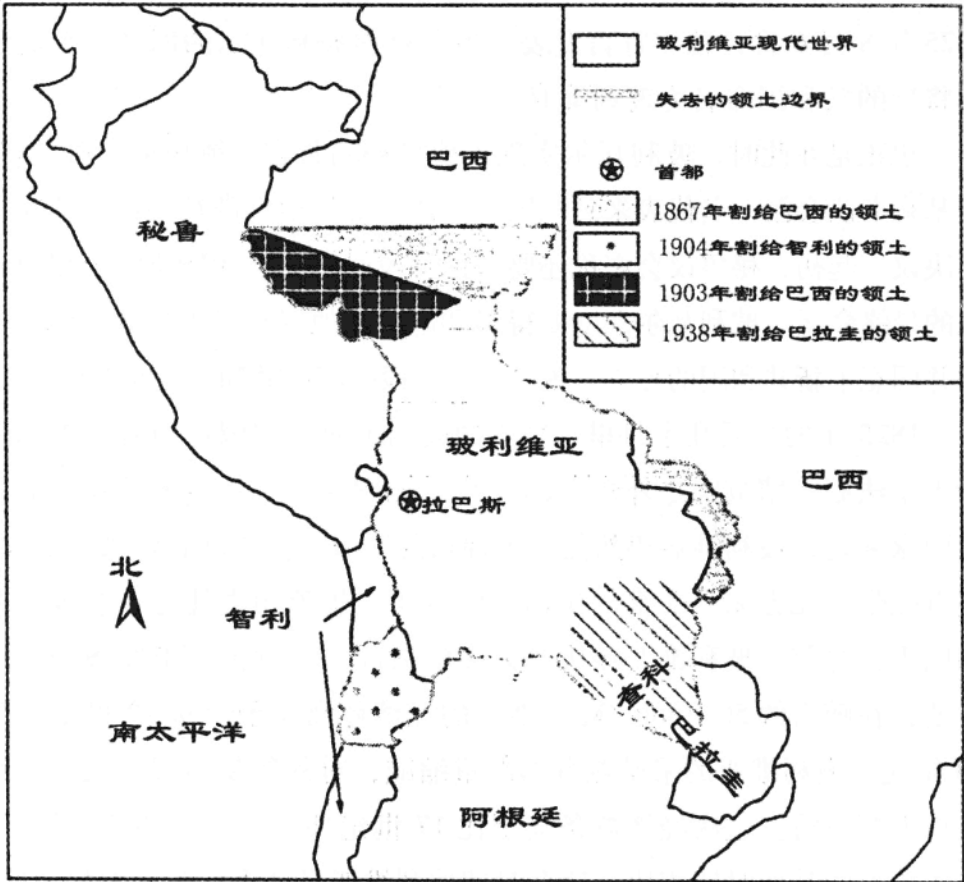 玻利维亚现代世界
失去的领土边界
首都
1867年割给巴西的领土
1904年割给智利的领土
1903年割给巴西的领土
1938年割给巴拉圭的领土
巴西
秘鲁
玻利维亚
巴西
拉巴斯
北
智利
查科
南太平洋
巴拉圭
阿根廷